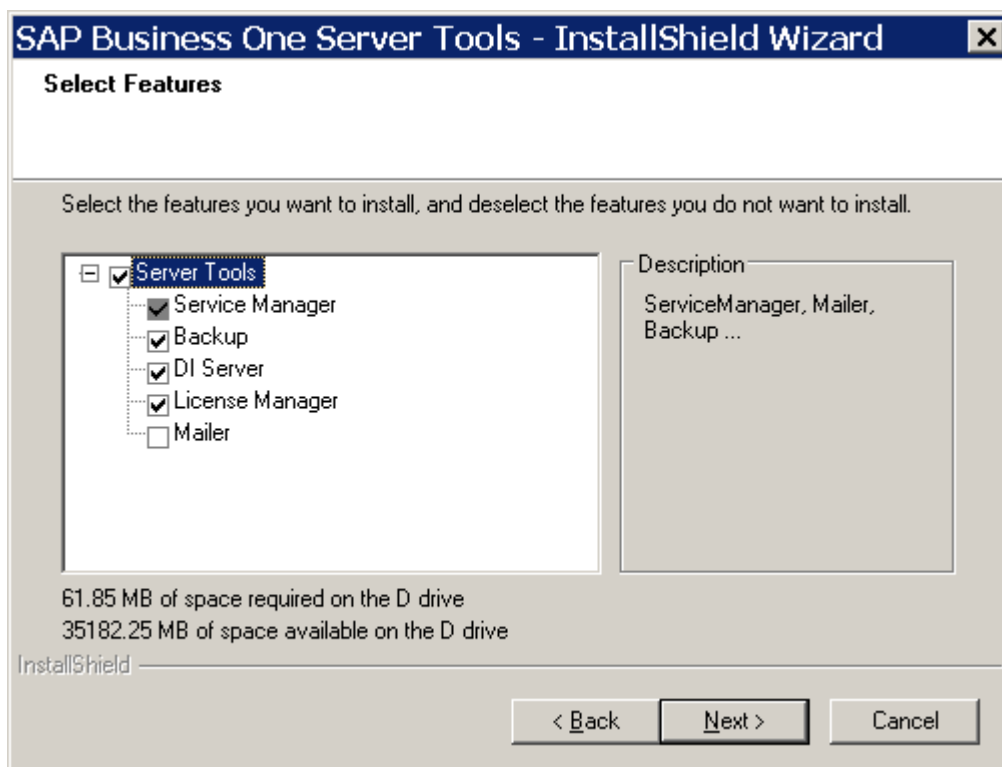 SAP Business One Server Tools - InstallShield Wizard
Select Features
Select the features you want to install, and deselect the features you do not want to install.
Server Tools
Service Manager
Backup
DI Server
License Manager
Mailer
Description
ServiceManager, Mailer,
Backup ...
61.85 MB of space required on the D drive
35182.25 MB of space available on the D drive
InstallShield
< Back
Next >
Cancel